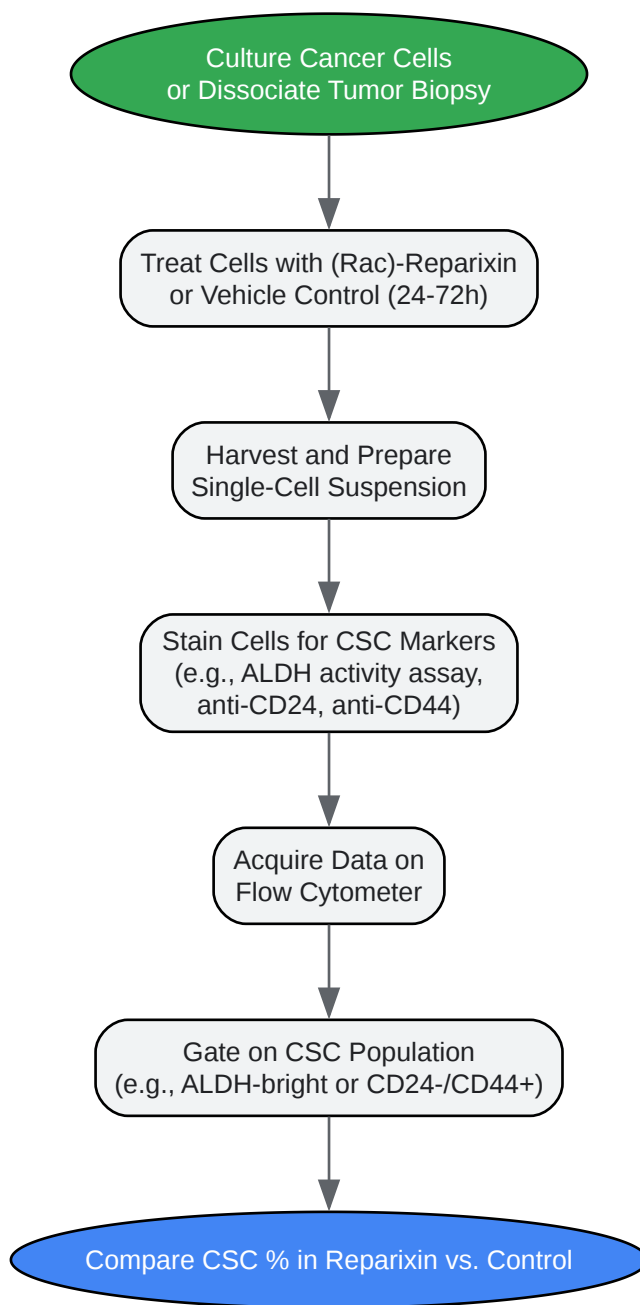 Culture Cancer Cells
or Dissociate Tumor Biopsy
Treat Cells with (Rac)-Reparixin
or Vehicle Control (24-72h)
Harvest and Prepare
Single-Cell Suspension
Stain Cells for CSC Markers
(e.g., ALDH activity assay,
anti-CD24, anti-CD44)
Acquire Data on
Flow Cytometer
Gate on CSC Population
(e.g., ALDH-bright or CD24-/CD44+)
Compare CSC % in Reparixin vs. Control